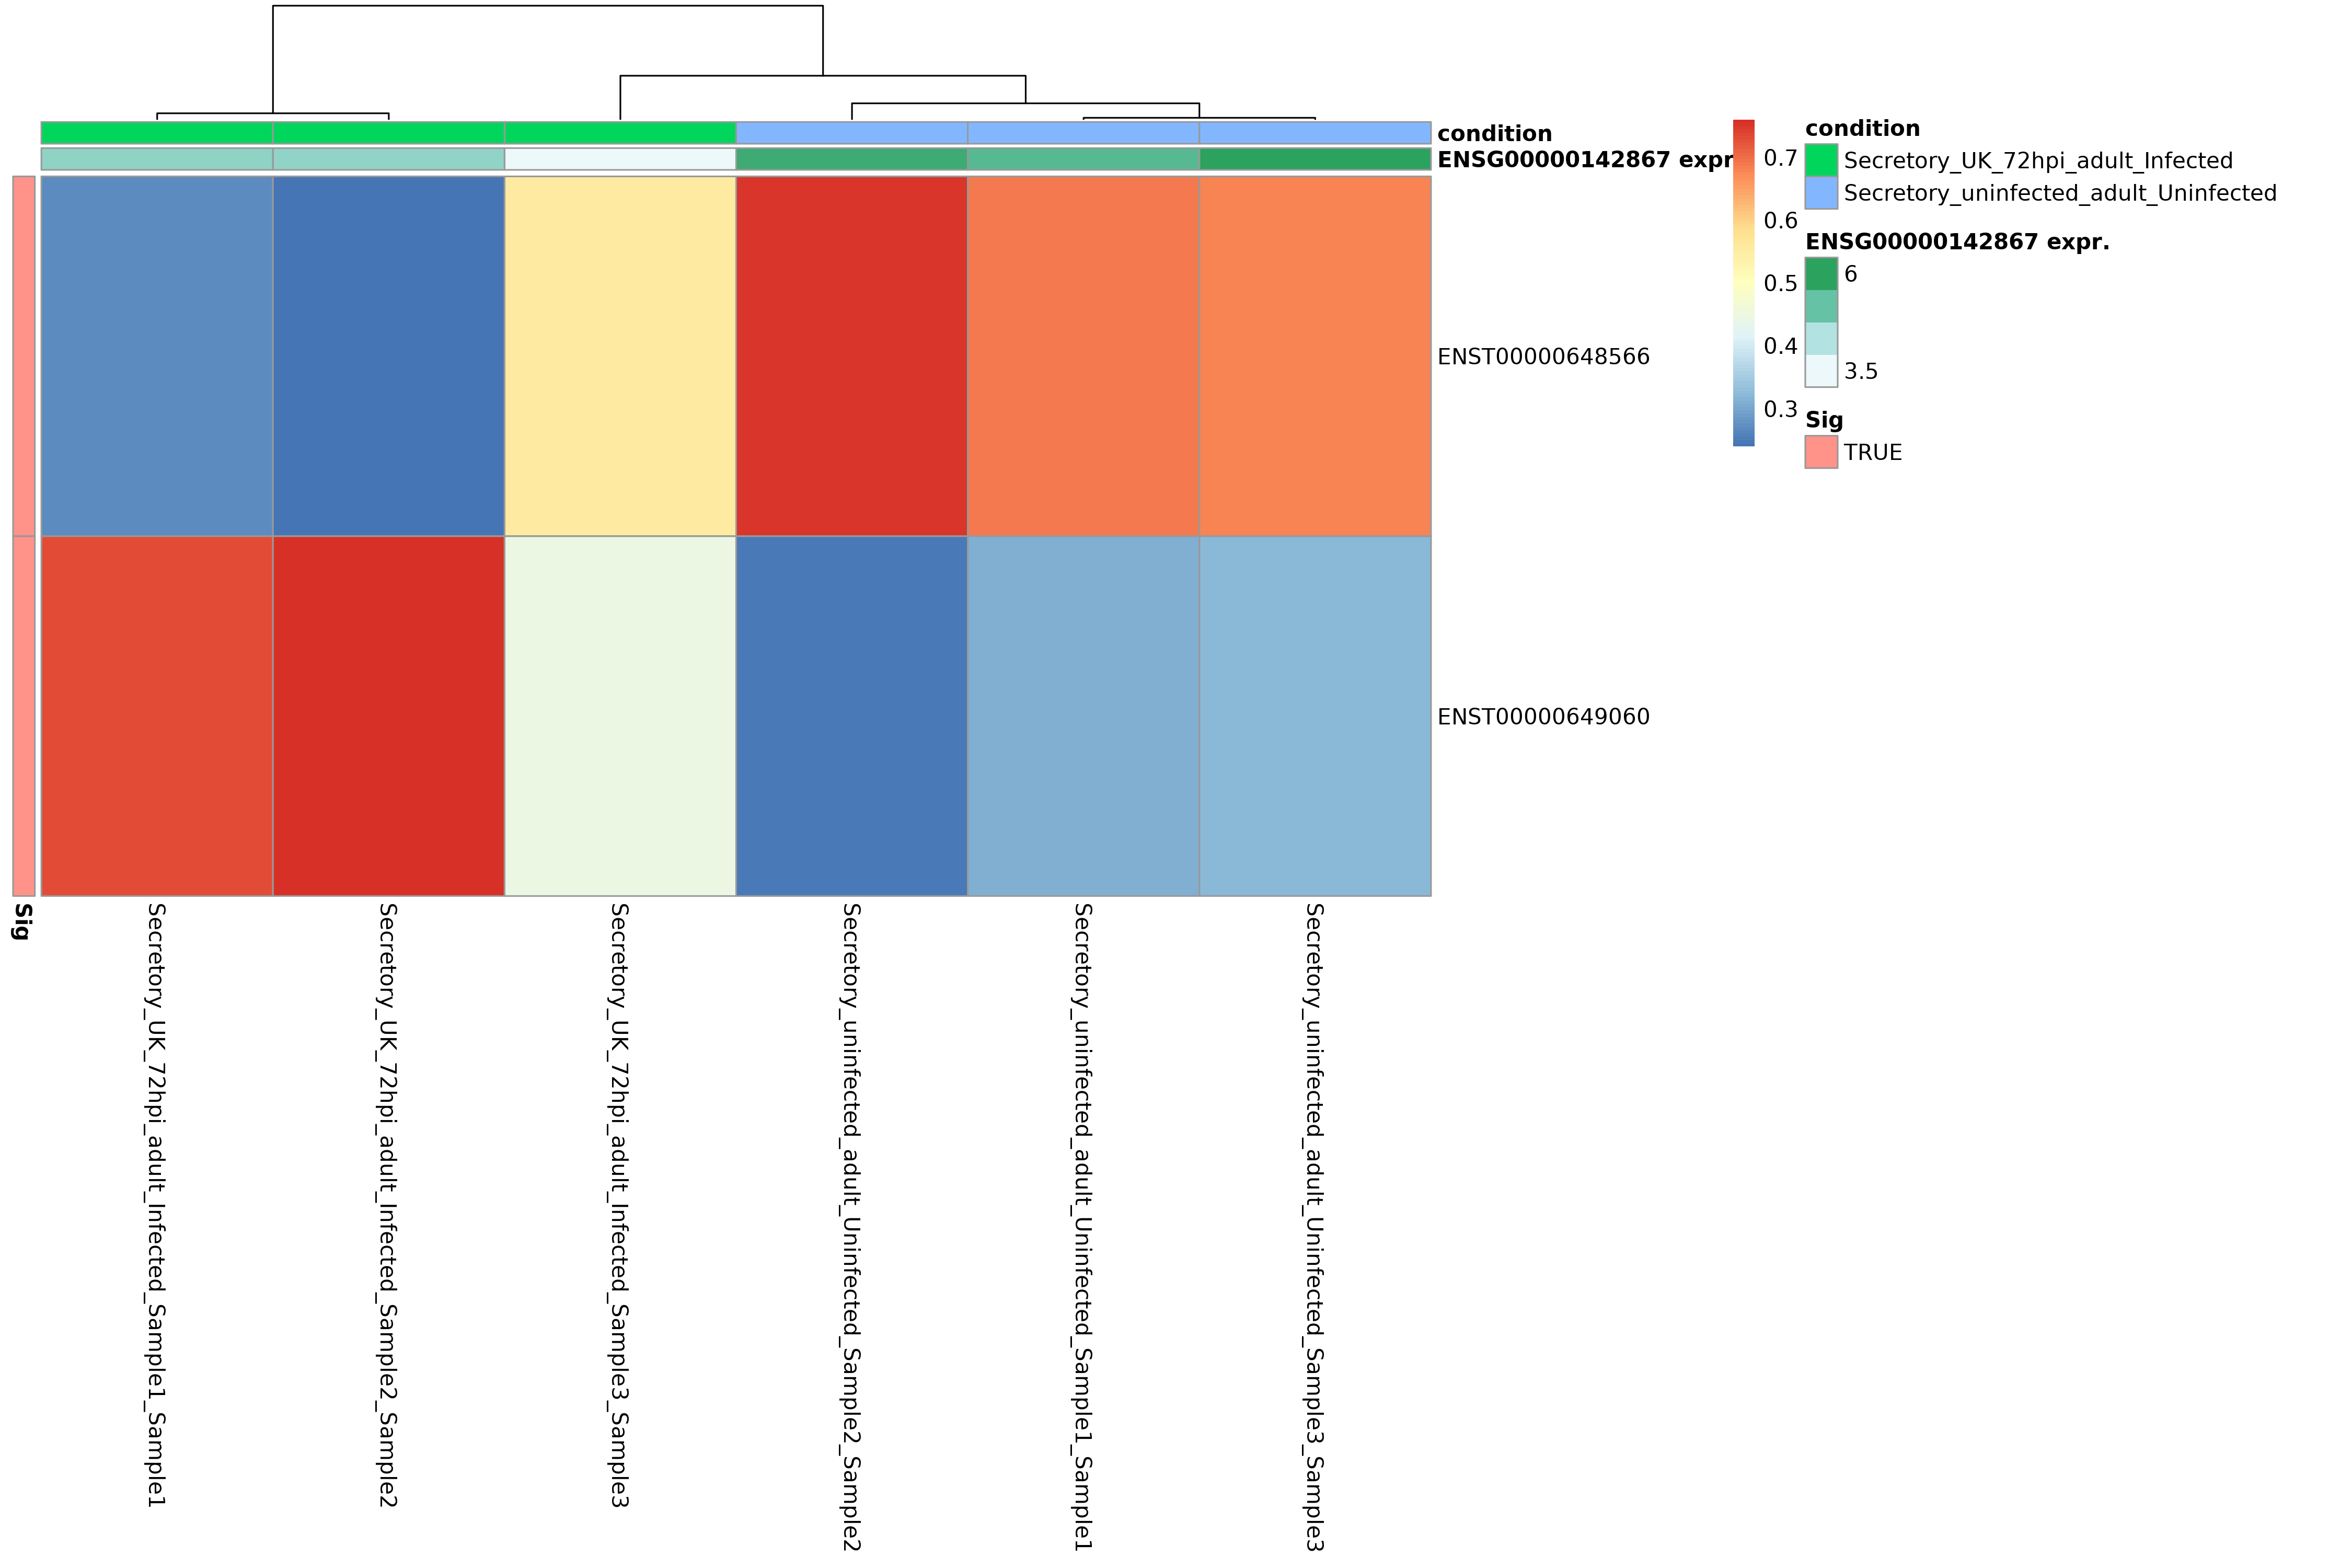 condition
ENSG00000142867 expr
ENST00000648566
ENST00000649060
0.7
0.6
0.5
0.4
0.3
condition
Secretory_UK_72hpi_adult_Infected
Secretory_uninfected_adult_Uninfected
ENSG00000142867 expr.
6
3.5
Sig
TRUE
Sig
Secretory_UK_72hpi_adult_Infected_Sample1_Sample1
Secretory_UK_72hpi_adult_Infected_Sample2_Sample2
Secretory_UK_72hpi_adult_Infected_Sample3_Sample3
Secretory_uninfected_adult_Uninfected_Sample2_Sample2
Secretory_uninfected_adult_Uninfected_Sample1_Sample1
Secretory_uninfected_adult_Uninfected_Sample3_Sample3